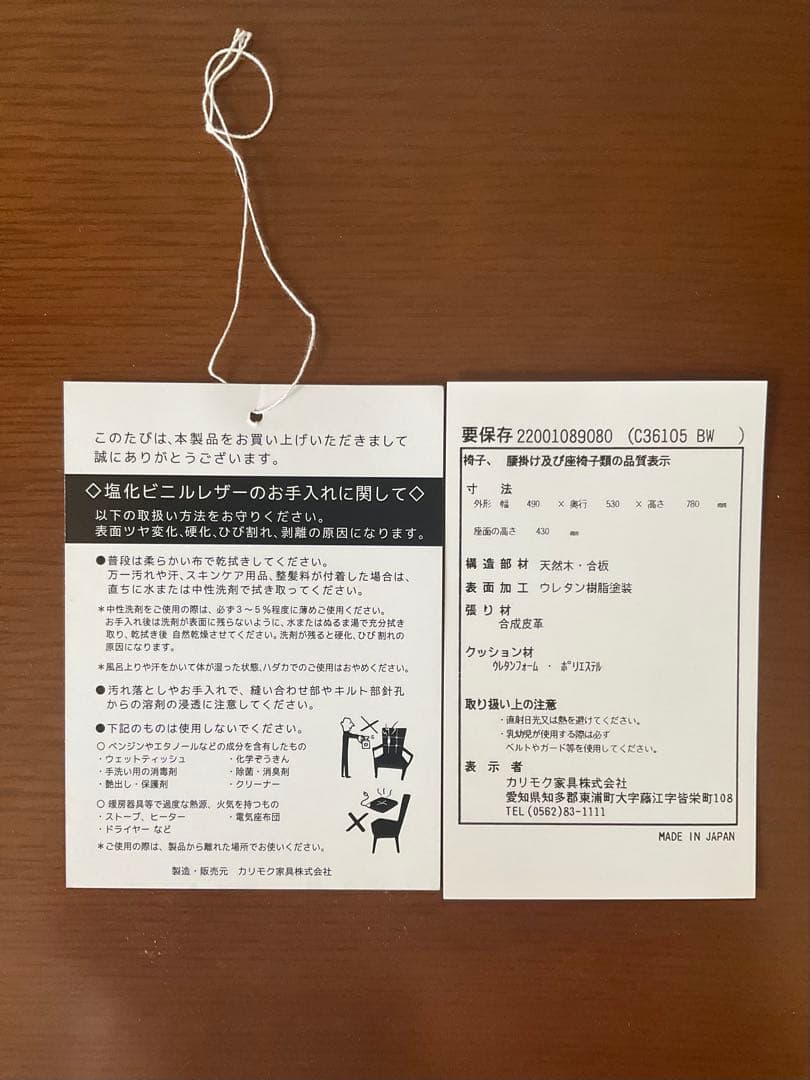 このたびは、本製品をお買い上げいただきまして
誠にありがとうございます。
◇塩化ビニルレザーのお手入れに関して◇
以下の取扱い方法をお守りください。
表面ツヤ変化、硬化、ひび割れ、剥離の原因になります。
●普段は柔らかい布で乾拭きしてください。
万一汚れや汗、スキンケア用品、整髪料が付着した場合は、
直ちに水または中性洗剤で拭き取ってください。
＊中性洗剤をご使用の際は、必ず3～5%程度に薄めご使用ください。
お手入れ後は洗剤が表面に残らないように、水またはぬるま湯で充分拭き
取り、乾拭き後 自然乾燥させてください。洗剤が残ると硬化、ひび割れの
原因になります。
＊風呂上りや汗をかいて体が湿った状態、ハダカでのご使用はおやめください。
●汚れ落としやお手入れで、縫い合わせ部やキルト部針孔
からの溶剤の浸透に注意してください。
●下記のものは使用しないでください。
○ベンジンやエタノールなどの成分を含有したもの
・ウェットティッシュ ・化学ぞうきん
・手洗い用の消毒剤 ・除菌・消臭剤
・艶出し・保護剤 ・クリーナー
○暖房器具等で過度な熱源、火気を持つもの
・ストーブ、ヒーター ・電気座布団
・ドライヤー など
＊ご使用の際は、製品から離れた場所でお使いください。
製造・販売元 カリモク家具株式会社
要保存 22001089080 (C36105 BW )
椅子、 腰掛け及び座椅子類の品質表示
寸 法
外形 幅 490 × 奥行 530 × 高さ 780 mm
座面の高さ 430 mm
構造部材 天然木・合板
表面加工 ウレタン樹脂塗装
張り材
合成皮革
クッション材
ウレタンフォーム ・ ポリエステル
取り扱い上の注意
・直射日光又は熱を避けてください。
・乳幼児が使用する際は必ず
ベルトやガード等を使用してください。
表 示 者
カリモク家具株式会社
愛知県知多郡東浦町大字藤江字皆栄町108
TEL(0562)83-1111
MADE IN JAPAN